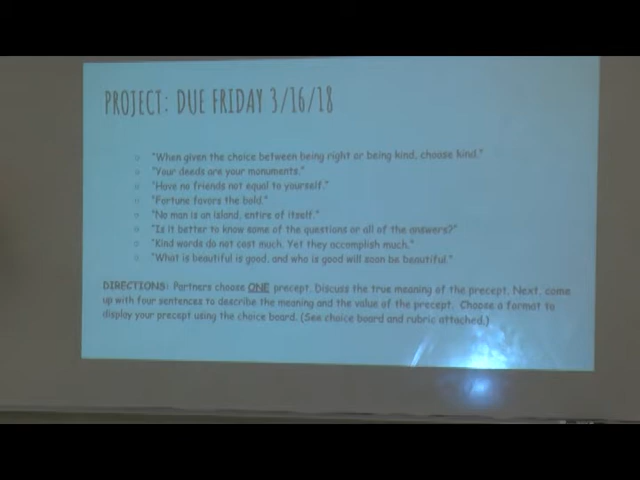 PROJECT: DUE FRIDAY 3/16/18
"When given the choice between being right or being kind, choose kind."
"Your deeds are your monuments."
"Have no friends not equal to yourself."
"Fortune favors the bold."
"No man is an island, entire of itself."
"Is it better to know some of the questions or all of the answers?"
"Kind words do not cost much. Yet they accomplish much."
"What is beautiful is good, and who is good will soon be beautiful."
DIRECTIONS: Partners choose ONE precept. Discuss the true meaning of the precept. Next, come
up with four sentences to describe the meaning and the value of the precept. Choose a format to
display your precept using the choice board. (See choice board and rubric attached.)